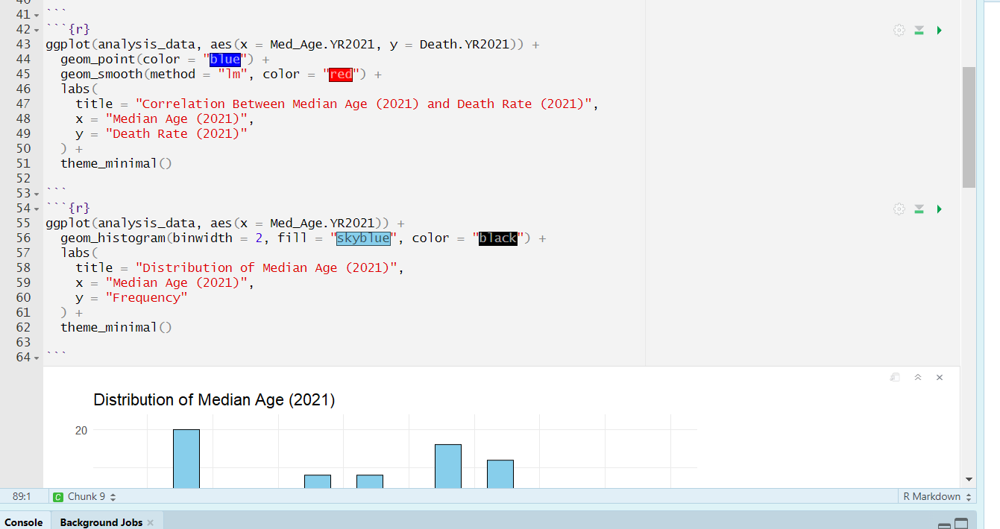 41 ```
42 ```{r}
43 ggplot(analysis_data, aes(x = Med_Age.YR2021, y = Death.YR2021)) +
44   geom_point(color = "blue") +
45   geom_smooth(method = "lm", color = "red") +
46   labs(
47     title = "Correlation Between Median Age (2021) and Death Rate (2021)",
48     x = "Median Age (2021)",
49     y = "Death Rate (2021)"
50   ) +
51   theme_minimal()
52
53 ```
54 ```{r}
55 ggplot(analysis_data, aes(x = Med_Age.YR2021)) +
56   geom_histogram(binwidth = 2, fill = "skyblue", color = "black") +
57   labs(
58     title = "Distribution of Median Age (2021)",
59     x = "Median Age (2021)",
60     y = "Frequency"
61   ) +
62   theme_minimal()
63
64 ```
Distribution of Median Age (2021)
20
89:1 C Chunk 9 R Markdown
Console Background Jobs